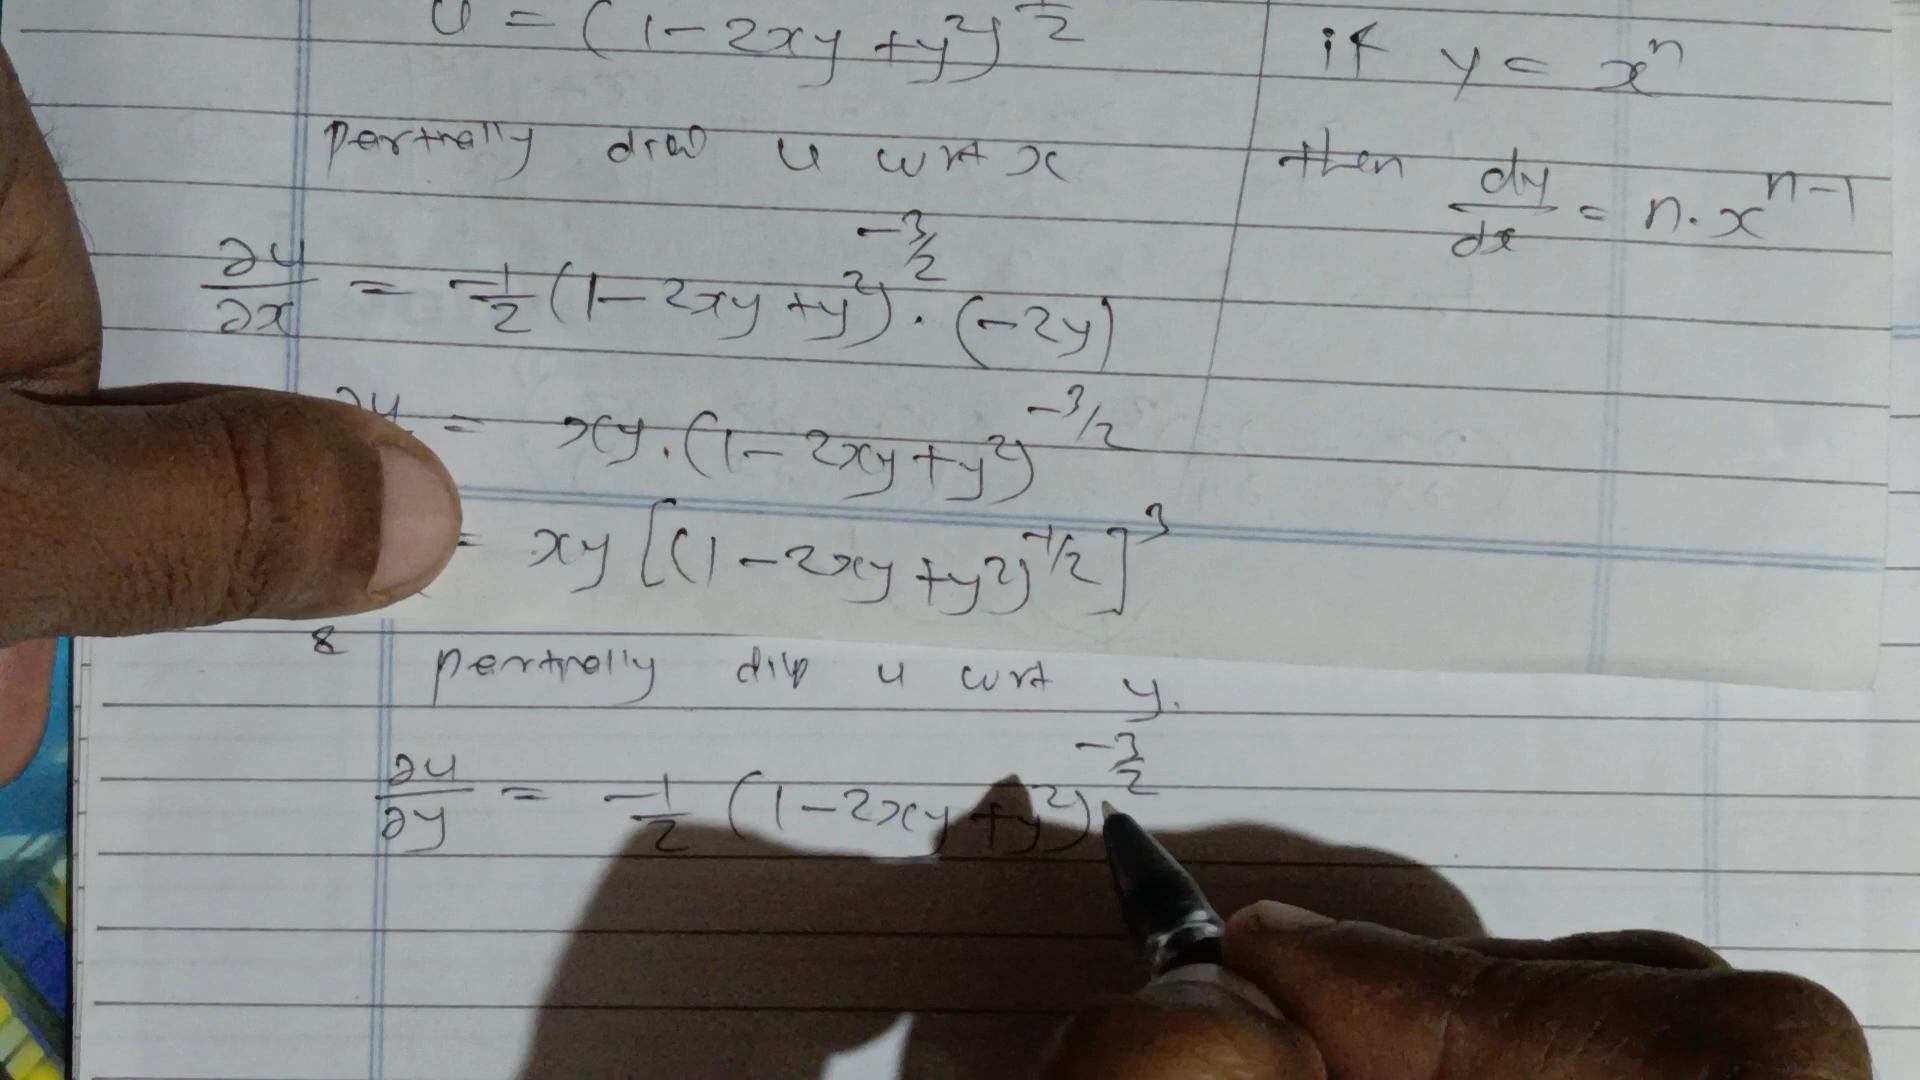 u = (1-2xy+y²)^1/2
if y = x^n
partially diff u wrt x
then dy/dx = n.x^n-1
∂u/∂x = -1/2 (1-2xy+y²)^-3/2 . (-2y)
∂u = xy.(1-2xy+y²)^-3/2
= xy [(1-2xy+y²)^-1/2]^3
8
partially diff u wrt y.
∂u/∂y = -1/2 (1-2xy+y²)^-3/2